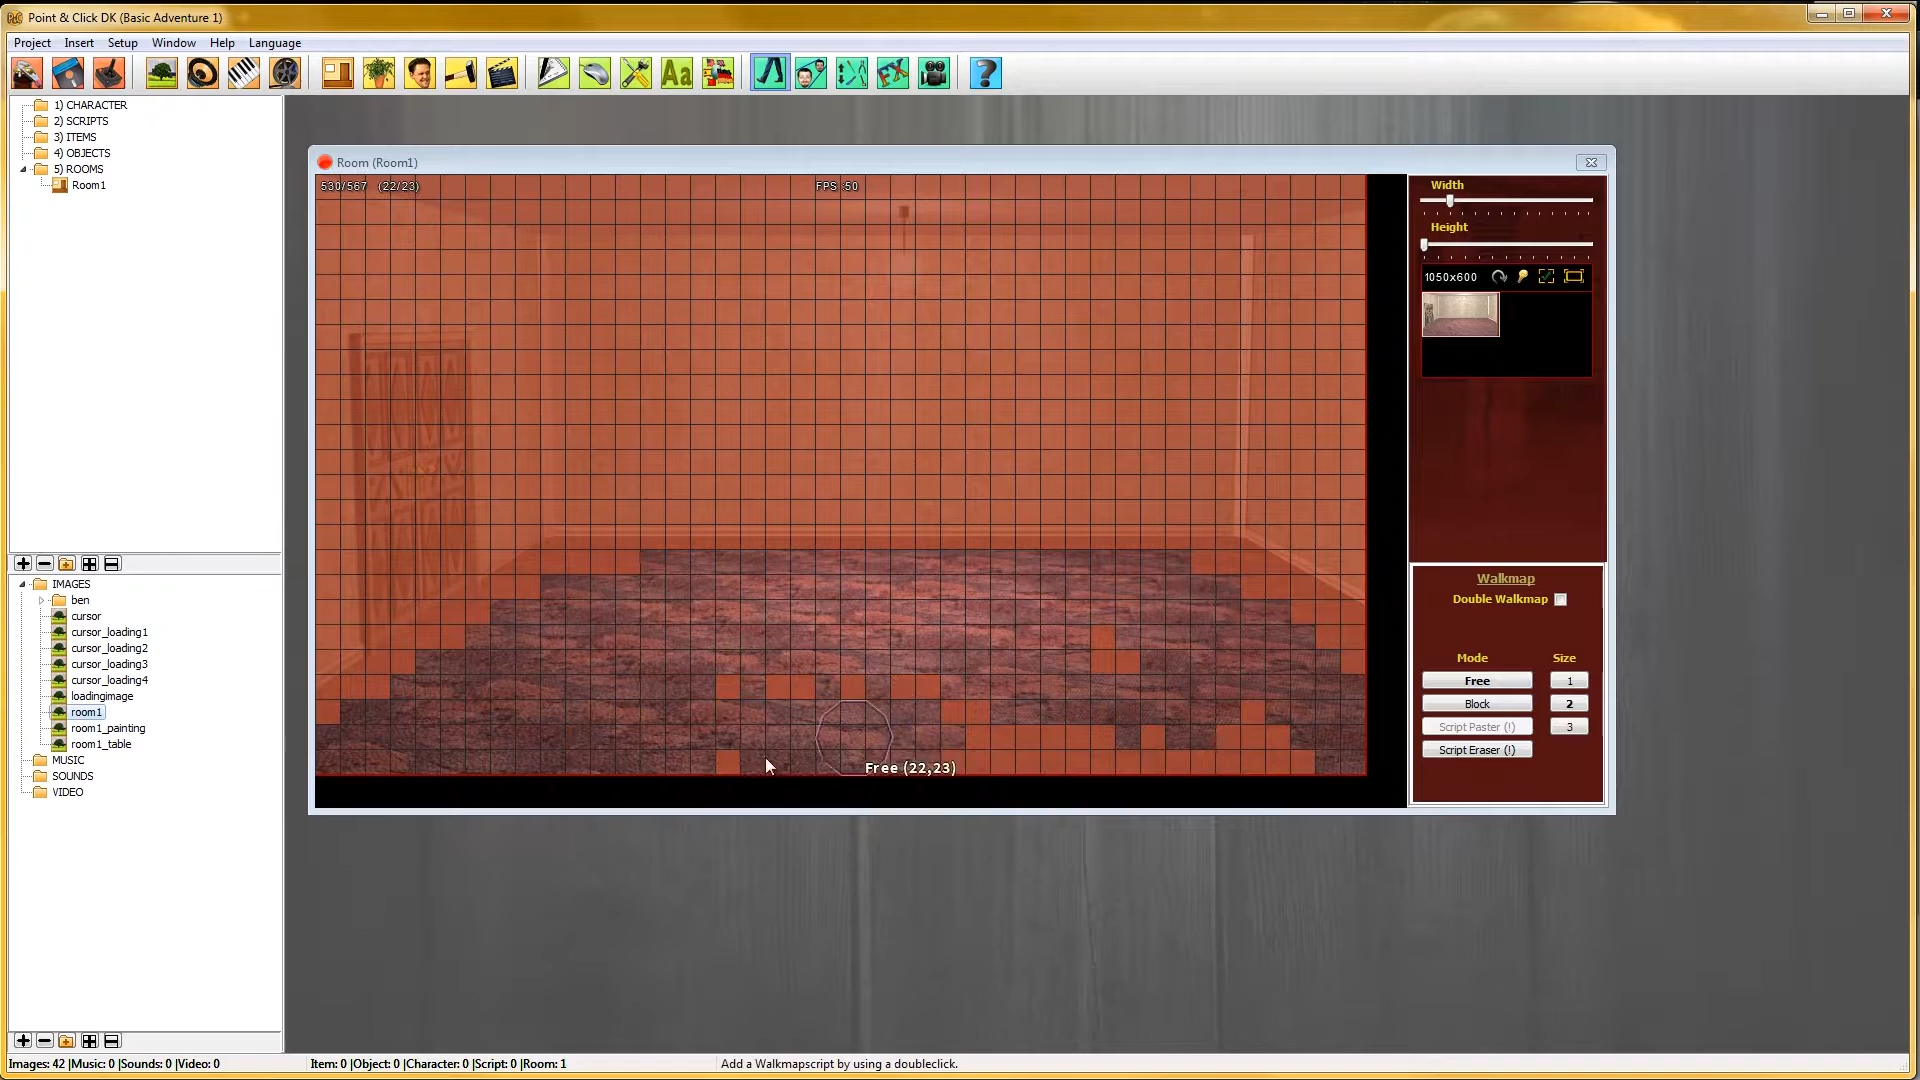 Point & Click DK (Basic Adventure 1)
Project Insert Setup Window Help Language
Aa FX ?
1) CHARACTER
2) SCRIPTS
3) ITEMS
4) OBJECTS
5) ROOMS
Room1
Room (Room1)
530/567 (22/23)
FPS :50
Free (22,23)
Width
Height
1050x600
Walkmap
Double Walkmap
Mode Size
Free 1
Block 2
Script Paster (!) 3
Script Eraser (!)
IMAGES
ben
cursor
cursor_loading1
cursor_loading2
cursor_loading3
cursor_loading4
loadingimage
room1
room1_painting
room1_table
MUSIC
SOUNDS
VIDEO
Images: 42 |Music: 0 |Sounds: 0 |Video: 0
Item: 0 |Object: 0 |Character: 0 |Script: 0 |Room: 1
Add a Walkmapscript by using a doubleclick.